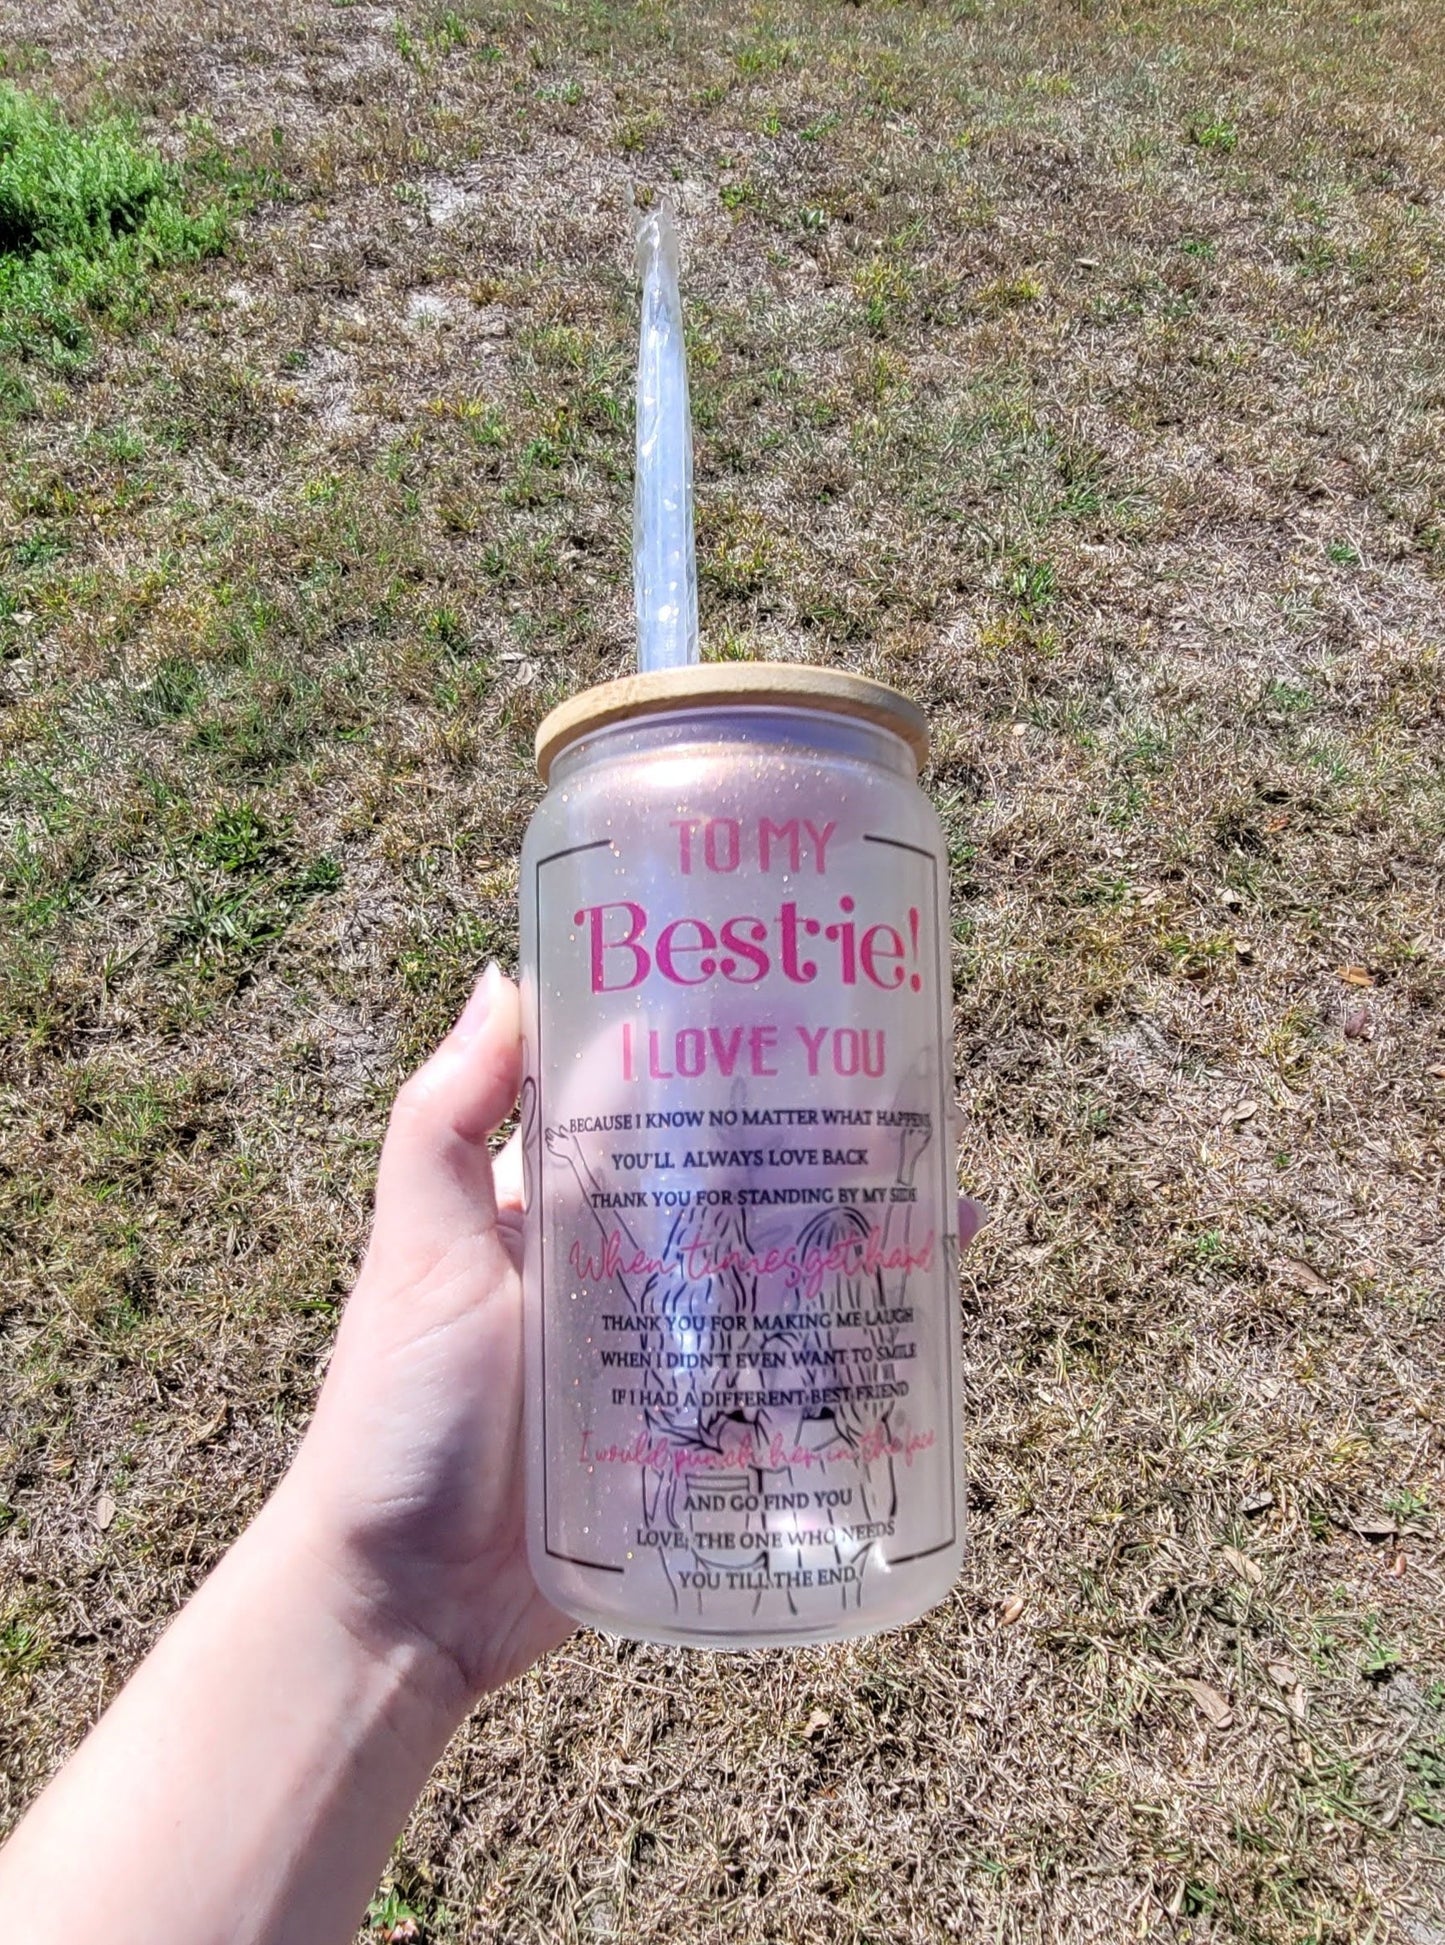 TO MY
Bestie!
I LOVE YOU
BECAUSE I KNOW NO MATTER WHAT HAPPENS
YOU'LL ALWAYS LOVE BACK
THANK YOU FOR STANDING BY MY SIDE
When times get hard
THANK YOU FOR MAKING ME LAUGH
WHEN I DIDN'T EVEN WANT TO SMILE
IF I HAD A DIFFERENT BEST FRIEND
I would punch her in the face
AND GO FIND YOU
LOVE, THE ONE WHO NEEDS
YOU TILL THE END